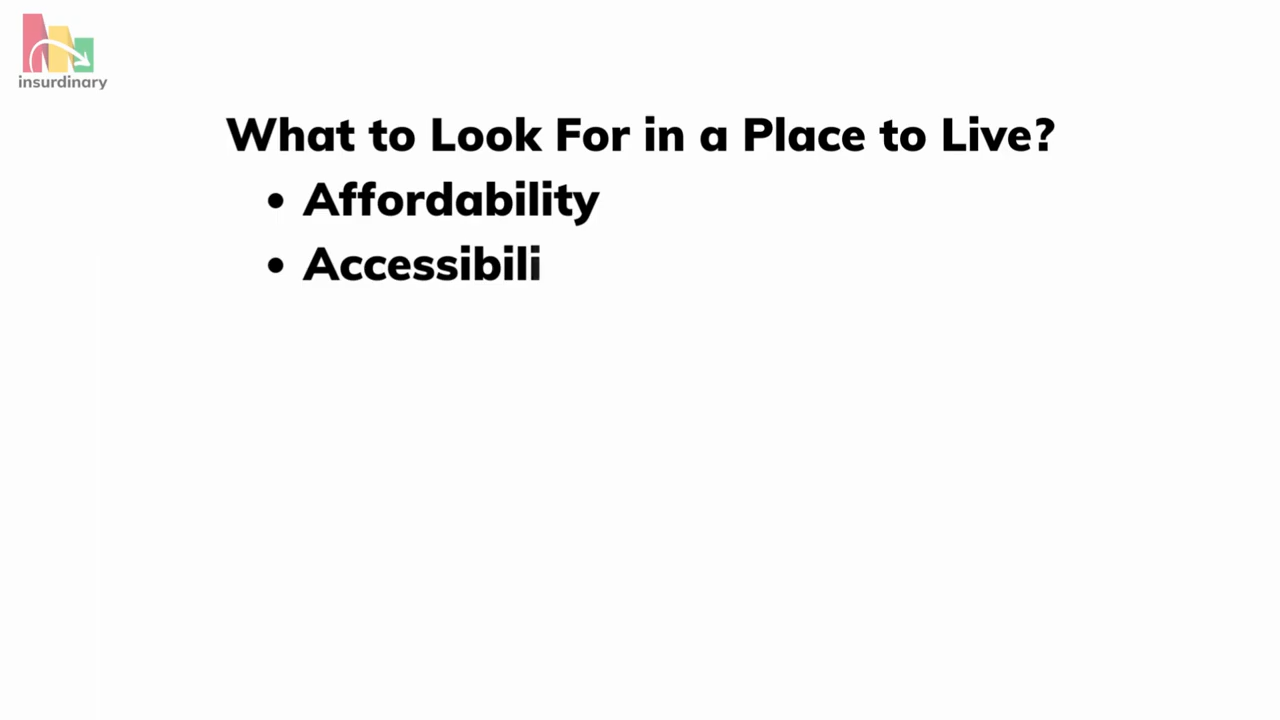 insurdinary
What to Look For in a Place to Live?
• Affordability
• Accessibili